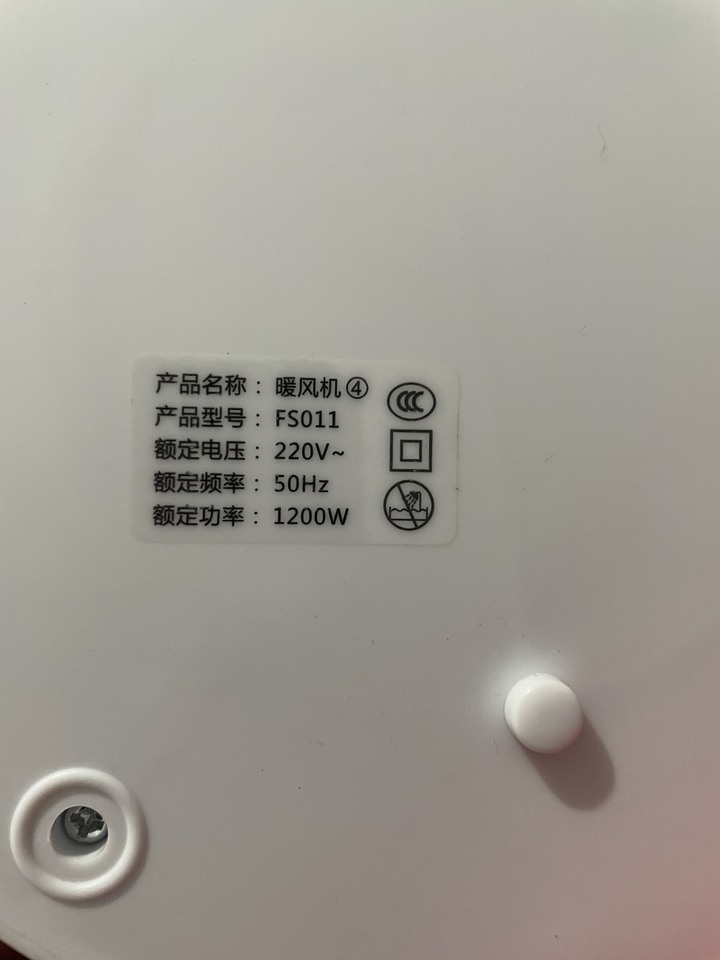 产品名称：暖风机④
产品型号：FS011
额定电压：220V~
额定频率：50Hz
额定功率：1200W
CCC